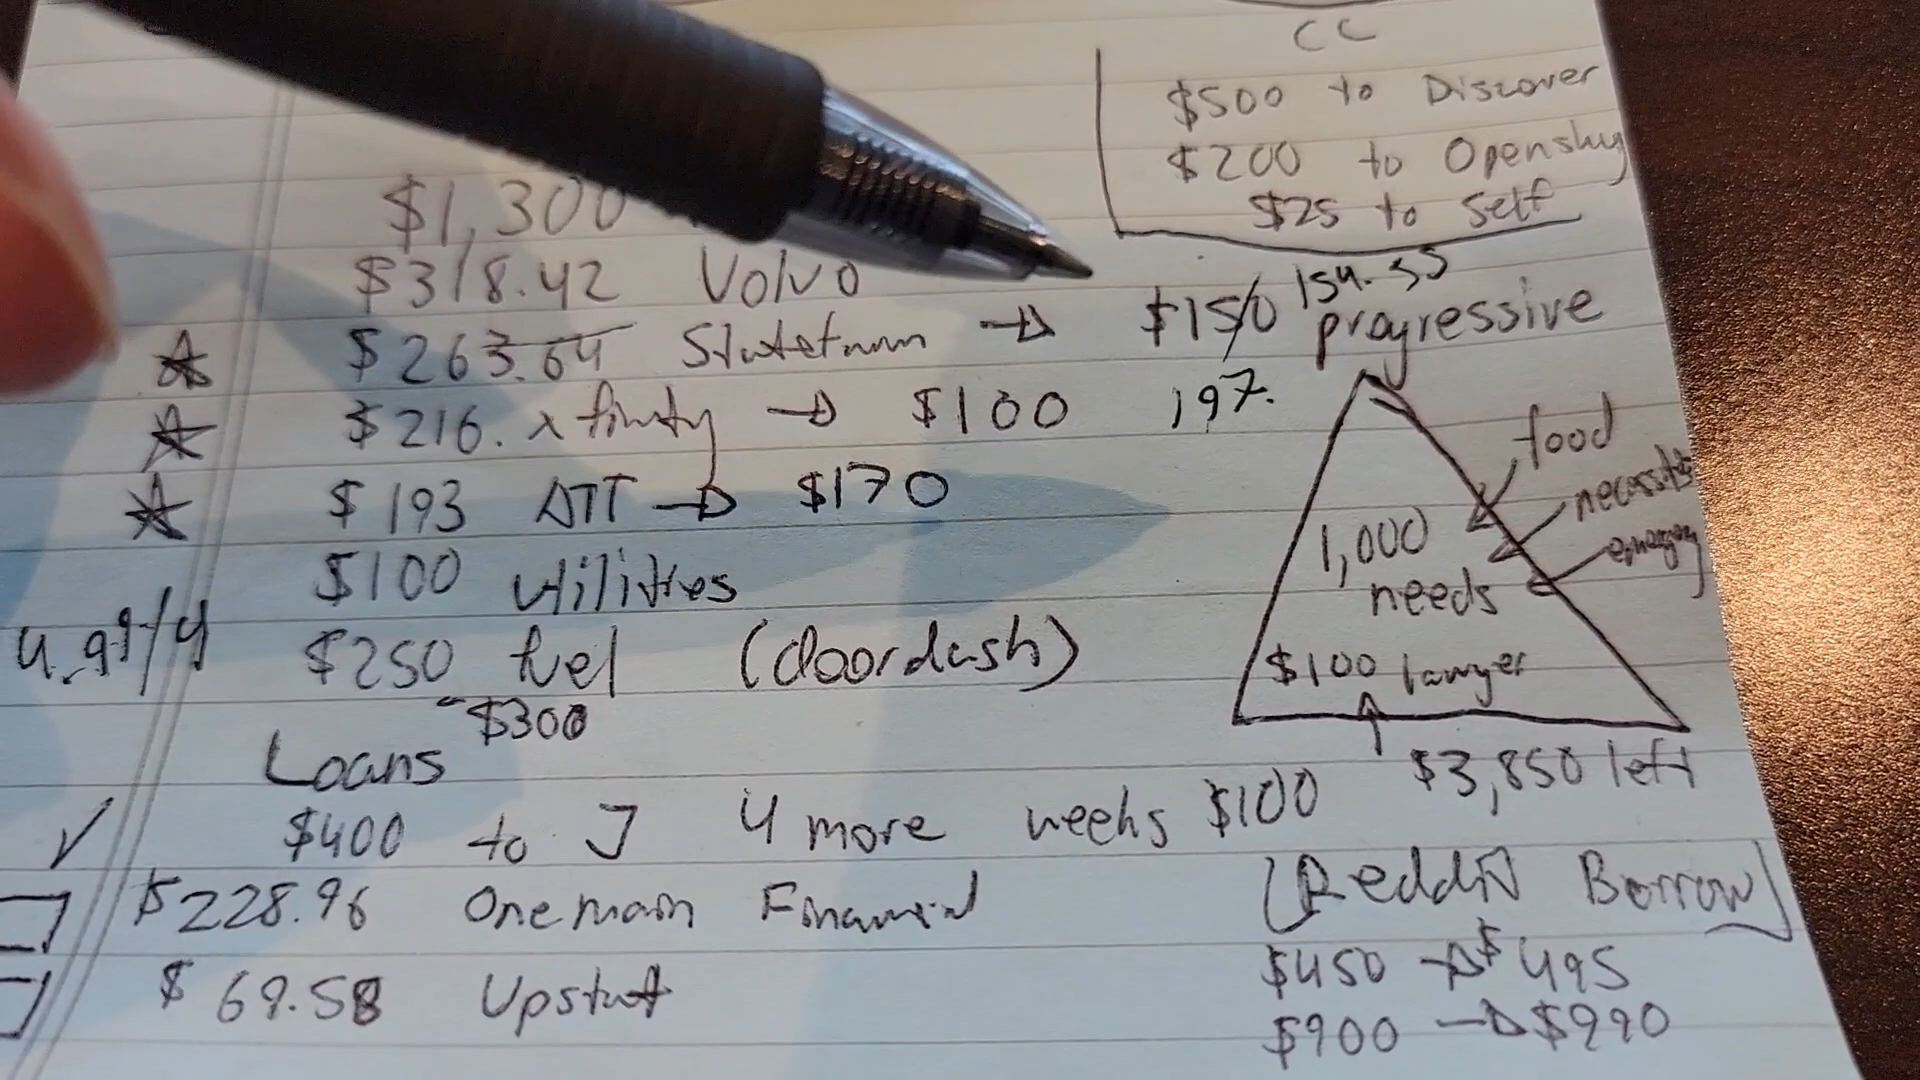 CC
$500 to Discover
$200 to Opensky
$25 to Self
$1,300
$318.42 Volvo
$263.64 Statefarm → $150 154.55 progressive
$216. xfinity → $100 197.
$193 ATT → $170
$100 utilities
4.99/4 $250 fuel (doordash)
-$300
food
necessities
emergency
1,000
needs
$100 lawyer
$3,850 left
Loans
$400 to J 4 more weeks $100
$228.96 Onemain Financial
$69.58 Upstart
[Reddit Borrow]
$450 → $495
$900 → $990